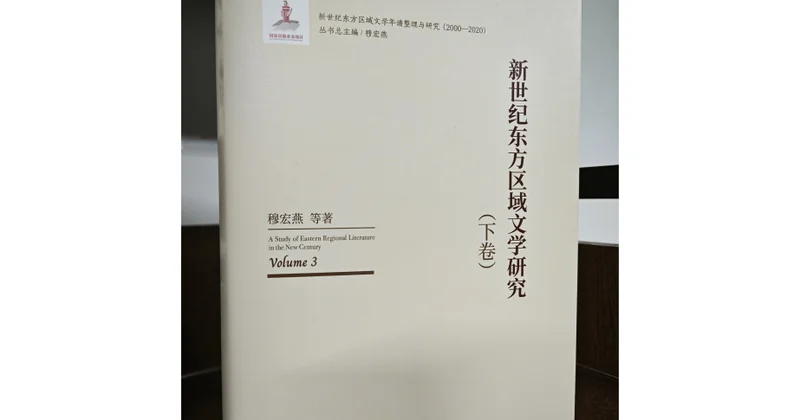 新世纪东方区域文学年谱整理与研究（2000—2020）
丛书总主编/穆宏燕
新世纪东方区域文学研究
（下卷）
穆宏燕 等著
A Study of Eastern Regional Literature
in the New Century
Volume 3